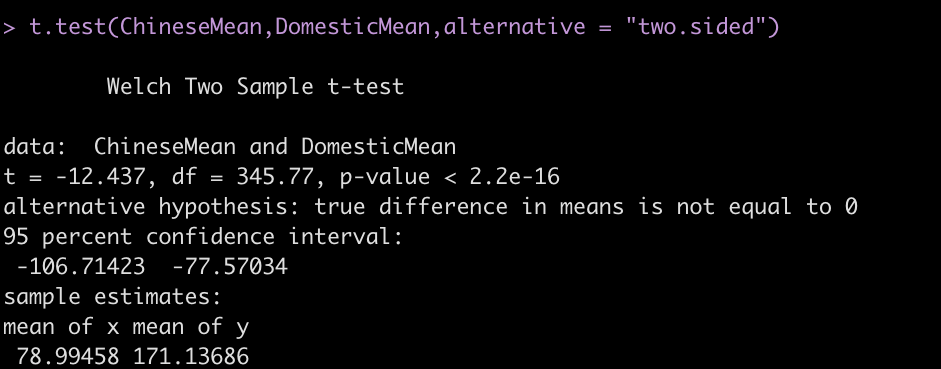 > t.test(ChineseMean,DomesticMean,alternative = "two.sided")
Welch Two Sample t-test
data:  ChineseMean and DomesticMean
t = -12.437, df = 345.77, p-value < 2.2e-16
alternative hypothesis: true difference in means is not equal to 0
95 percent confidence interval:
 -106.71423  -77.57034
sample estimates:
mean of x mean of y
 78.99458 171.13686